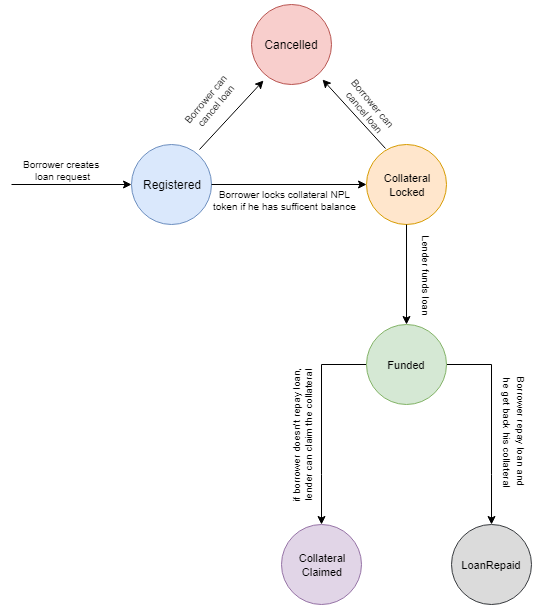 Cancelled
Borrower can
cancel loan
Borrower can
cancel loan
Borrower creates
loan request
Registered
Borrower locks collateral NPL
token if he has sufficent balance
Collateral
Locked
Lender funds loan
Funded
if borrower doesn't repay loan,
lender can claim the collateral
Borrower repay loan and
he get back his collateral
Collateral
Claimed
LoanRepaid